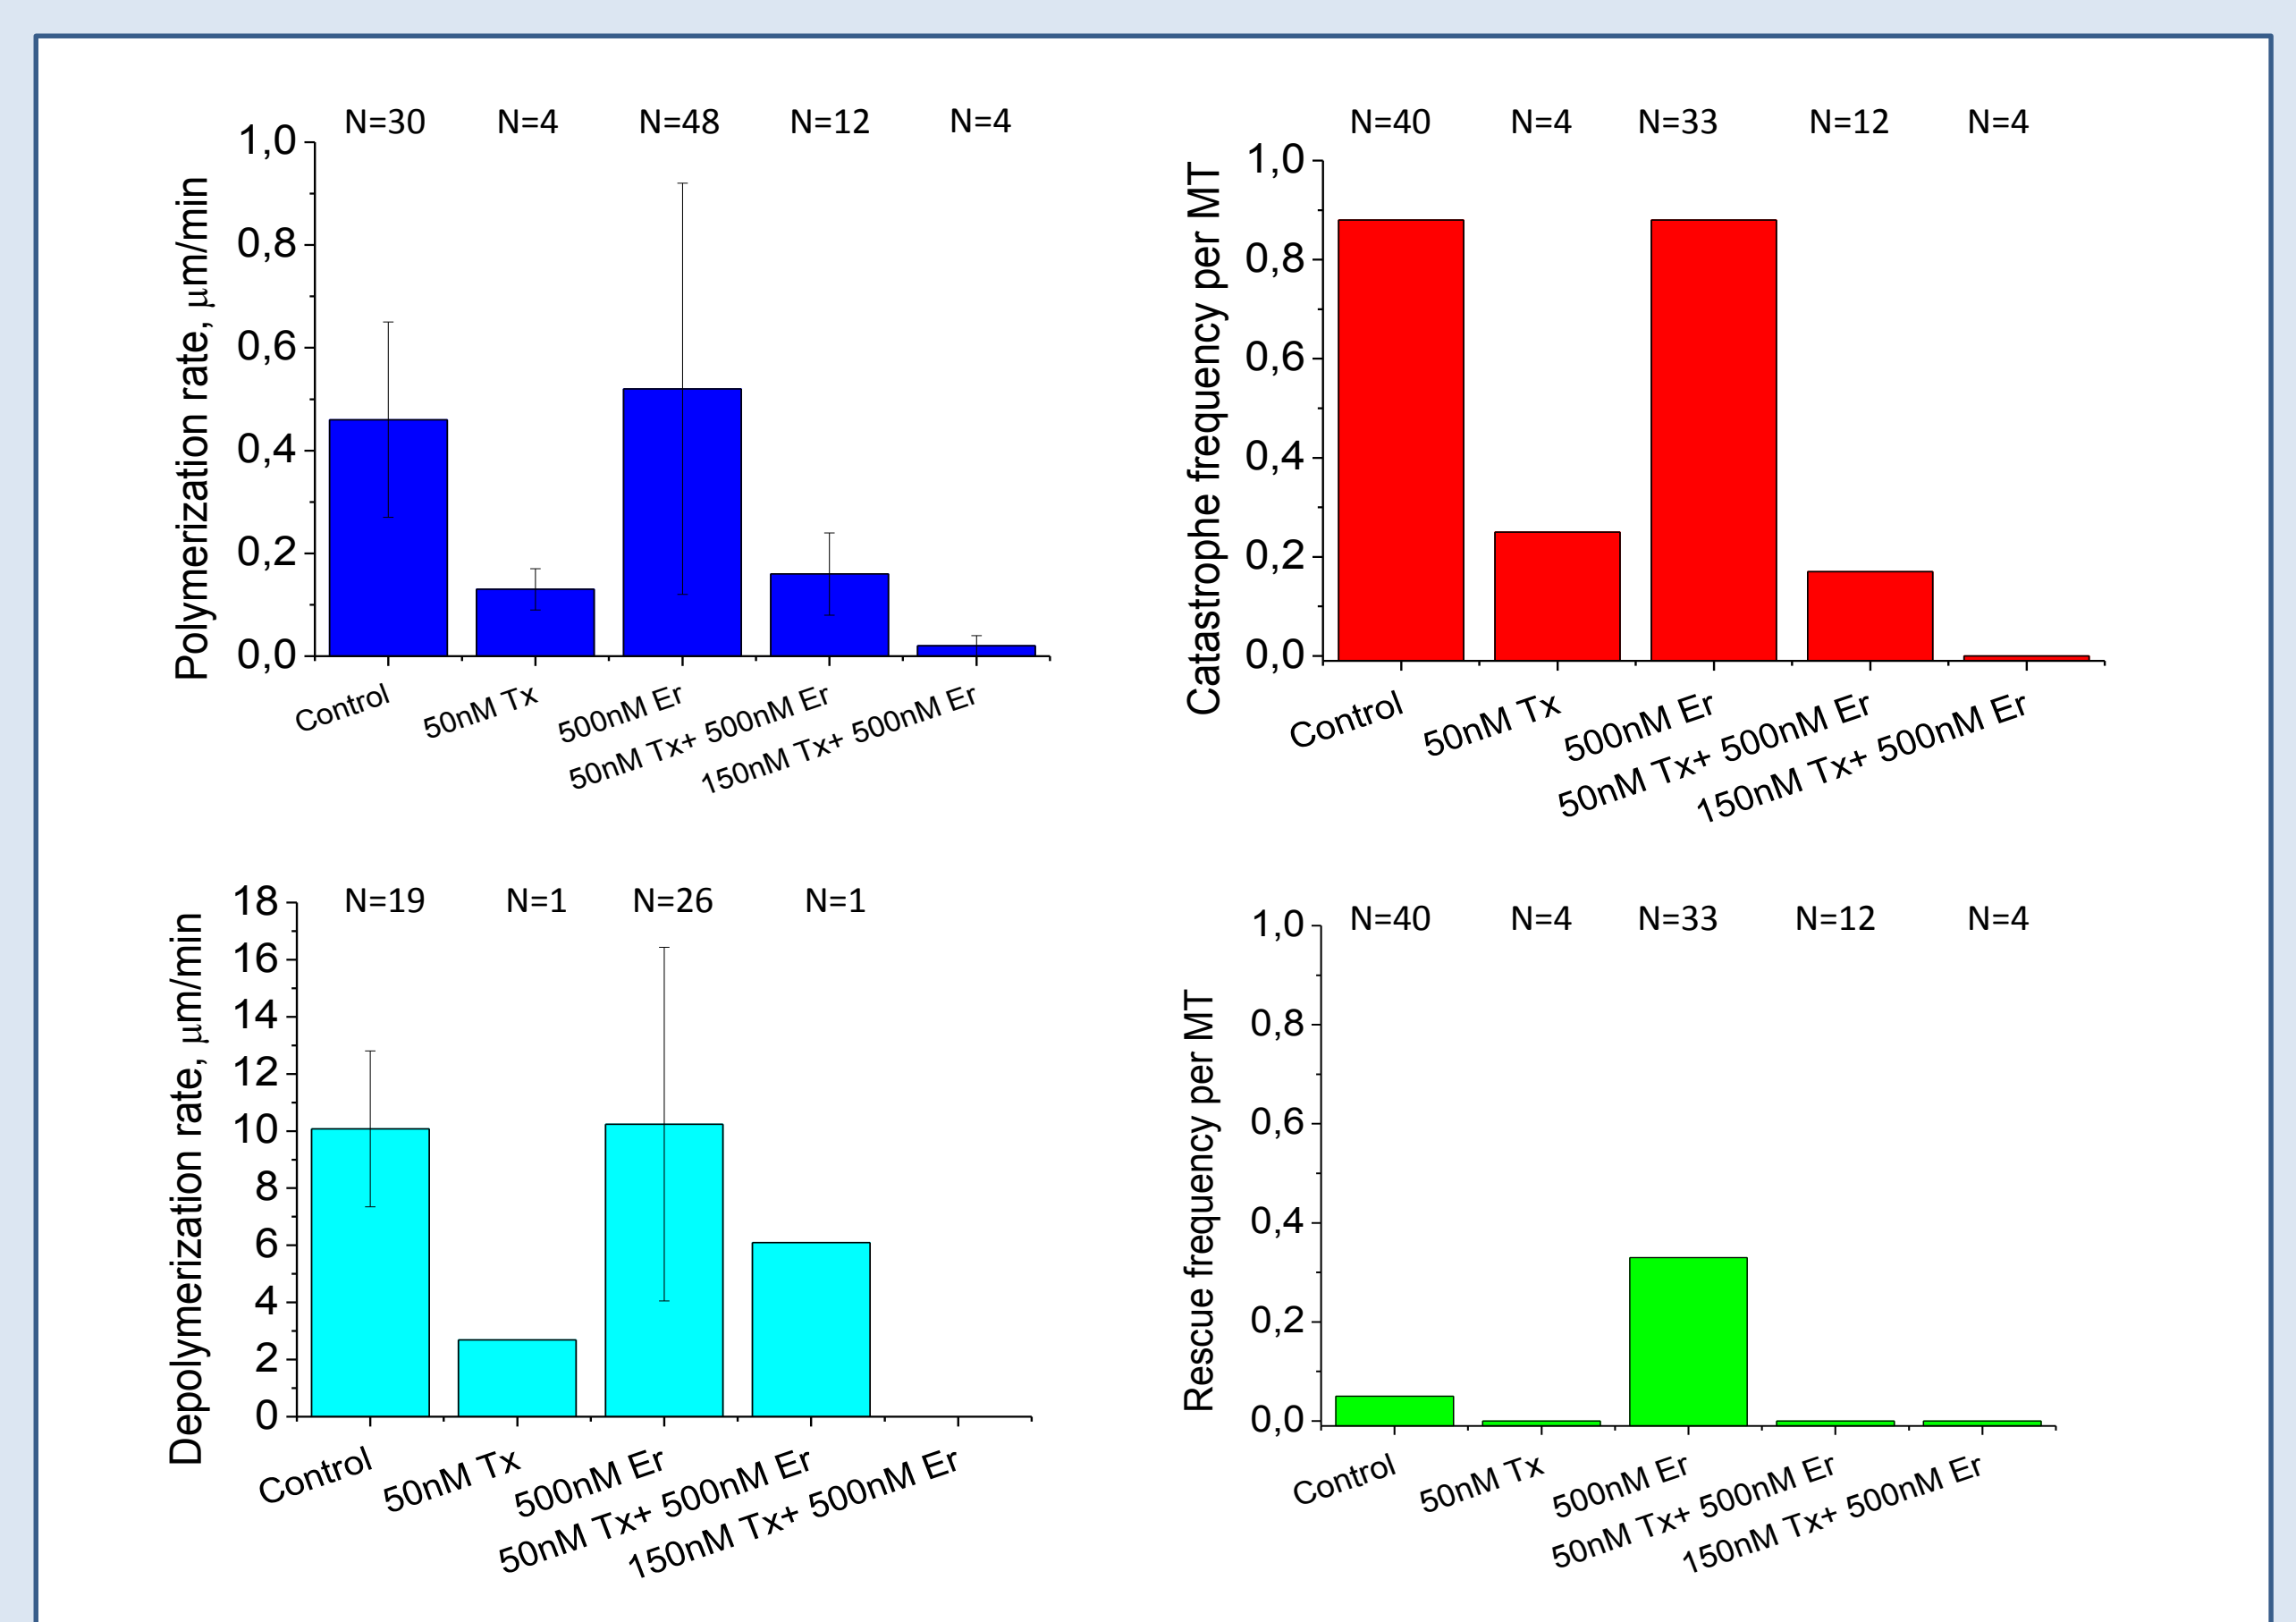 N=30 N=4 N=48 N=12 N=4
Polymerization rate, μm/min
1,0
0,8
0,6
0,4
0,2
0,0
Control
50nM Tx
500nM Er
50nM Tx+ 500nM Er
150nM Tx+ 500nM Er
N=40 N=4 N=33 N=12 N=4
Catastrophe frequency per MT
1,0
0,8
0,6
0,4
0,2
0,0
Control
50nM Tx
500nM Er
50nM Tx+ 500nM Er
150nM Tx+ 500nM Er
N=19 N=1 N=26 N=1
Depolymerization rate, μm/min
18
16
14
12
10
8
6
4
2
0
Control
50nM Tx
500nM Er
50nM Tx+ 500nM Er
150nM Tx+ 500nM Er
N=40 N=4 N=33 N=12 N=4
Rescue frequency per MT
1,0
0,8
0,6
0,4
0,2
0,0
Control
50nM Tx
500nM Er
50nM Tx+ 500nM Er
150nM Tx+ 500nM Er